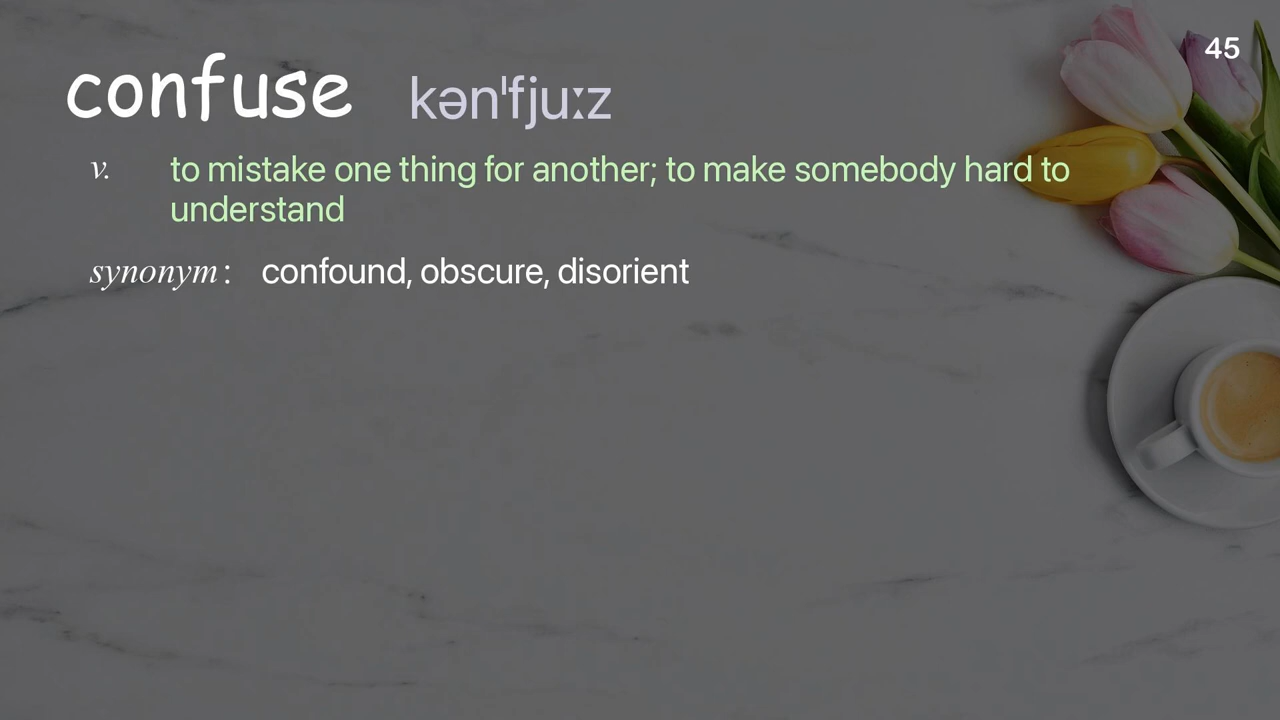 45
confuse kənˈfjuːz
v. to mistake one thing for another; to make somebody hard to
understand
synonym: confound, obscure, disorient